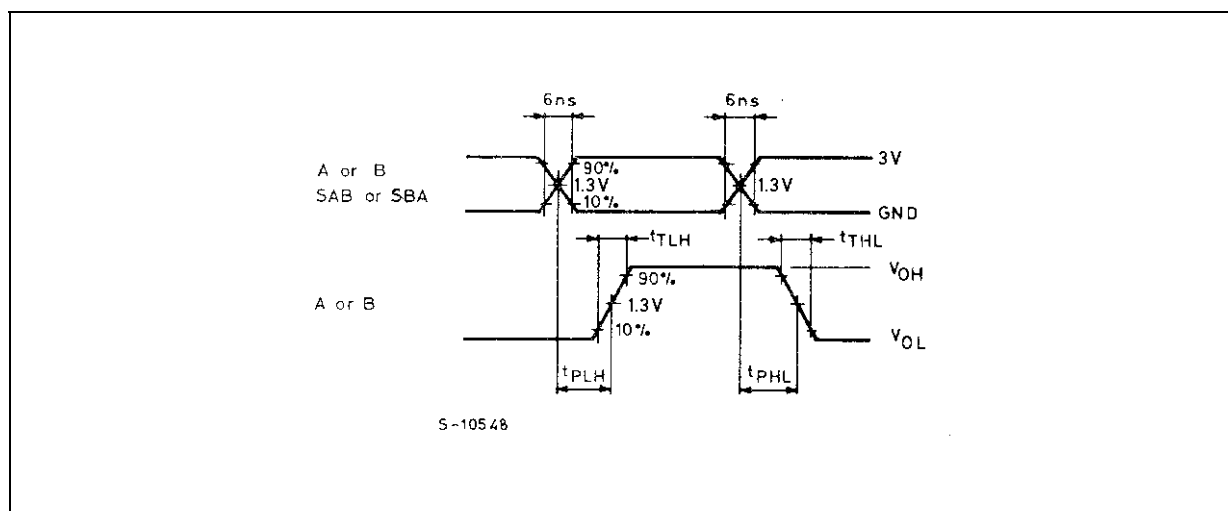 6ns 6ns
A or B
SAB or SBA
90%
1.3V
10%
1.3V
3V
GND
tTLH tTHL
A or B
90%
1.3V
10%
VOH
VOL
tPLH tPHL
S-10548